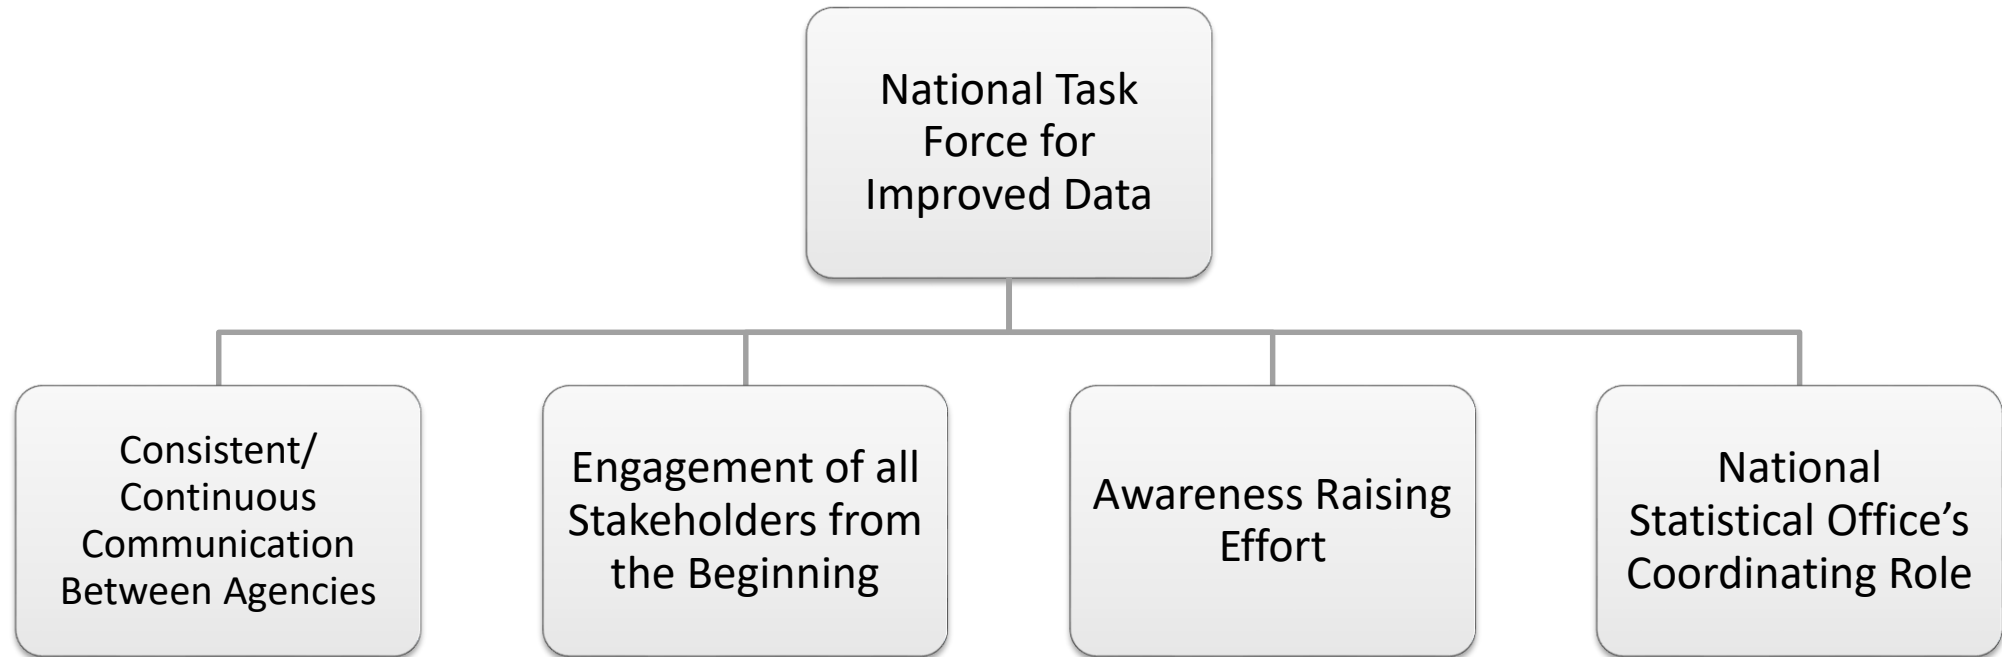 National Task
Force for
Improved Data
Consistent/
Continuous
Communication
Between Agencies
Engagement of all
Stakeholders from
the Beginning
Awareness Raising
Effort
National
Statistical Office’s
Coordinating Role